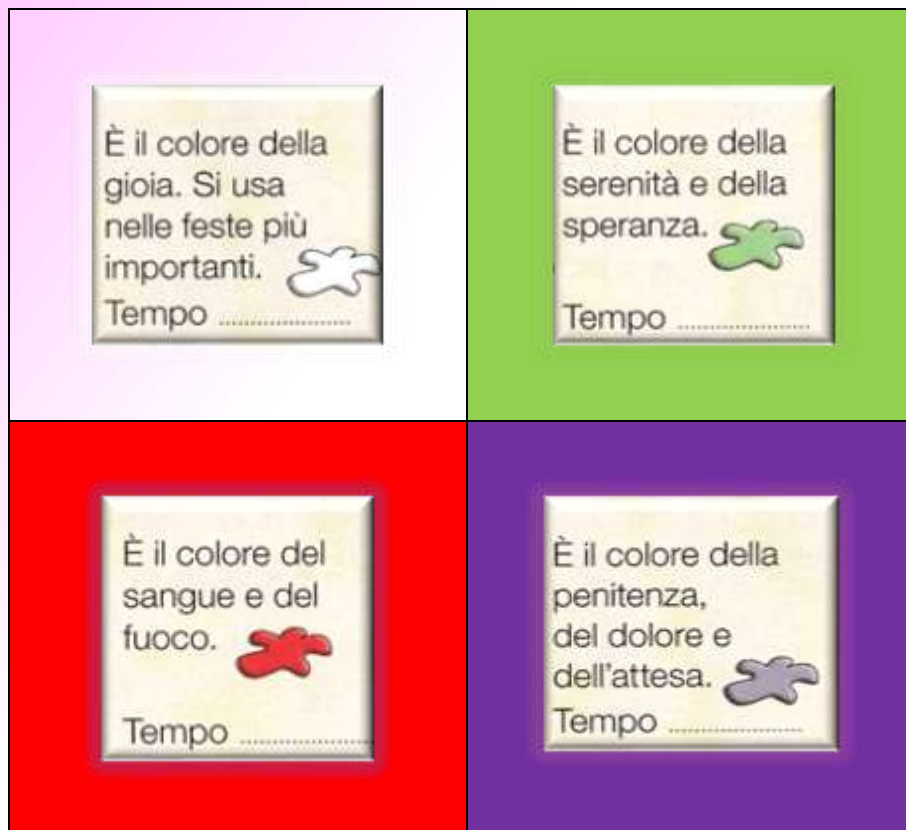 È il colore della
gioia. Si usa
nelle feste più
importanti.
Tempo ....................
È il colore della
serenità e della
speranza.
Tempo ....................
È il colore del
sangue e del
fuoco.
Tempo ....................
È il colore della
penitenza,
del dolore e
dell'attesa.
Tempo ....................